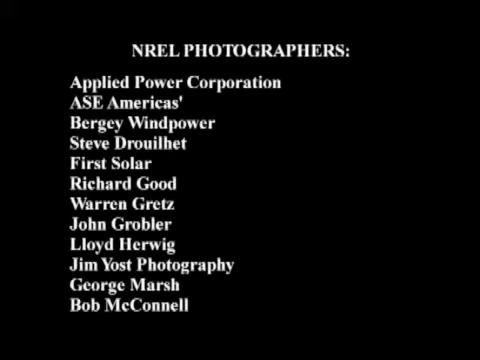 NREL PHOTOGRAPHERS:
Applied Power Corporation
ASE Americas'
Bergey Windpower
Steve Drouilhet
First Solar
Richard Good
Warren Gretz
John Grobler
Lloyd Herwig
Jim Yost Photography
George Marsh
Bob McConnell